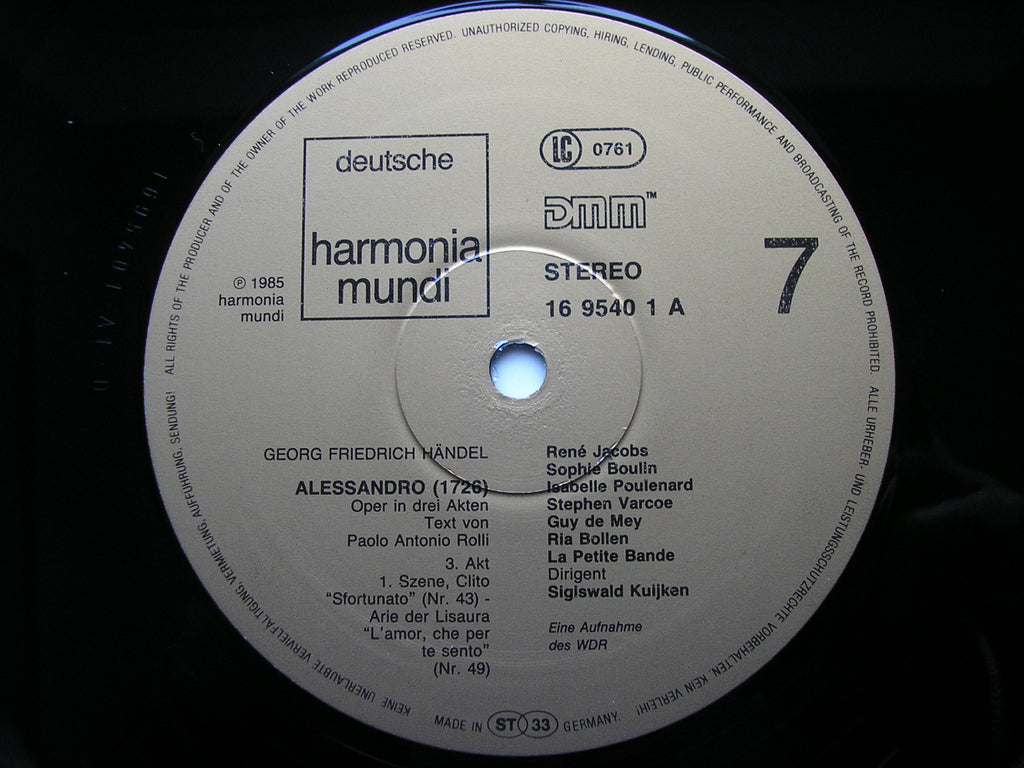 ALL RIGHTS OF THE PRODUCER AND OF THE OWNER OF THE WORK REPRODUCED RESERVED. UNAUTHORIZED COPYING, HIRING, LENDING, PUBLIC PERFORMANCE AND BROADCASTING OF THE RECORD PROHIBITED.
ALLE URHEBER- UND LEISTUNGSSCHUTZRECHTE VORBEHALTEN KEIN VERLEIH!
KEINE UNERLAUBTE VERVIELFÄLTIGUNG, VERMIETUNG, AUFFÜHRUNG, SENDUNG!
deutsche
harmonia
mundi
℗ 1985
harmonia
mundi
LC 0761
DMM™
STEREO
16 9540 1 A
7
GEORG FRIEDRICH HÄNDEL
ALESSANDRO (1726)
Oper in drei Akten
Text von
Paolo Antonio Rolli
3. Akt
1. Szene, Clito
“Sfortunato” (Nr. 43) -
Arie der Lisaura
“L'amor, che per
te sento”
(Nr. 49)
René Jacobs
Sophie Boulin
Isabelle Poulenard
Stephen Varcoe
Guy de Mey
Ria Bollen
La Petite Bande
Dirigent
Sigiswald Kuijken
Eine Aufnahme
des WDR
MADE IN ST 33 GERMANY.